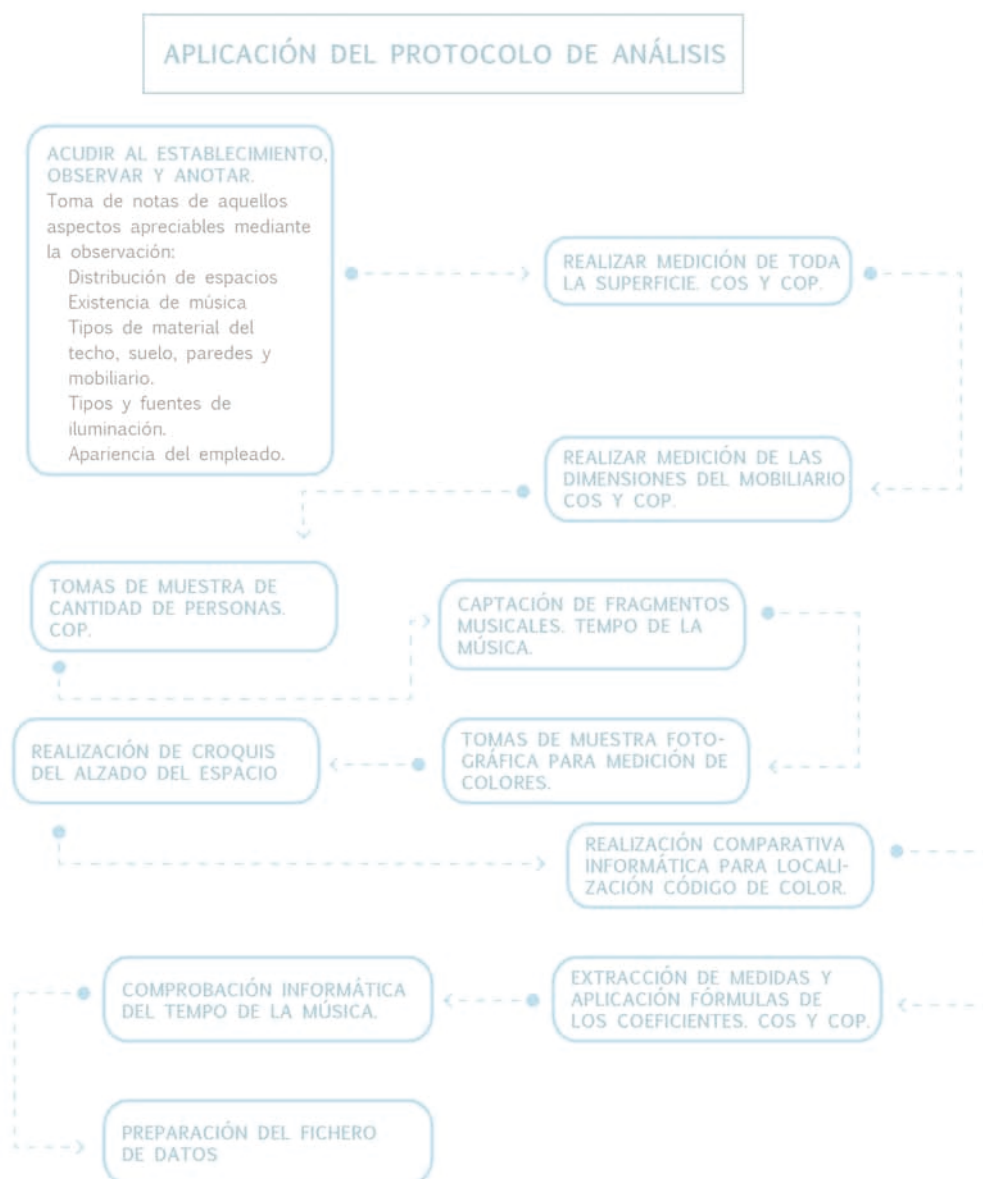 APLICACIÓN DEL PROTOCOLO DE ANÁLISIS
ACUDIR AL ESTABLECIMIENTO,
OBSERVAR Y ANOTAR.
Toma de notas de aquellos
aspectos apreciables mediante
la observación:
Distribución de espacios
Existencia de música
Tipos de material del
techo, suelo, paredes y
mobiliario.
Tipos y fuentes de
iluminación.
Apariencia del empleado.
REALIZAR MEDICIÓN DE TODA
LA SUPERFICIE. COS Y COP.
REALIZAR MEDICIÓN DE LAS
DIMENSIONES DEL MOBILIARIO
COS Y COP.
TOMAS DE MUESTRA DE
CANTIDAD DE PERSONAS.
COP.
CAPTACIÓN DE FRAGMENTOS
MUSICALES. TEMPO DE LA
MÚSICA.
TOMAS DE MUESTRA FOTO-
GRÁFICA PARA MEDICIÓN DE
COLORES.
REALIZACIÓN DE CROQUIS
DEL ALZADO DEL ESPACIO
REALIZACIÓN COMPARATIVA
INFORMÁTICA PARA LOCALI-
ZACIÓN CÓDIGO DE COLOR.
EXTRACCIÓN DE MEDIDAS Y
APLICACIÓN FÓRMULAS DE
LOS COEFICIENTES. COS Y COP.
COMPROBACIÓN INFORMÁTICA
DEL TEMPO DE LA MÚSICA.
PREPARACIÓN DEL FICHERO
DE DATOS